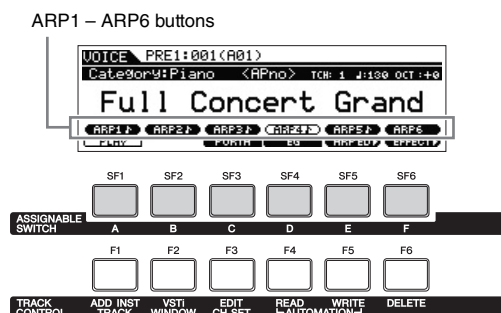 ARP1 – ARP6 buttons
VOICE PRE1:001(A01)
Category:Piano <APno> TCH: 1 ♩:130 OCT:+0
Full Concert Grand
ARP1♪ ARP2♪ ARP3♪ ARP4♪ ARP5♪ ARP6
PLAY PORTA EG ARP ED♪ EFFECT♪
SF1 SF2 SF3 SF4 SF5 SF6
ASSIGNABLE
SWITCH A B C D E F
F1 F2 F3 F4 F5 F6
TRACK ADD INST VSTi EDIT READ WRITE DELETE
CONTROL TRACK WINDOW CH SET AUTOMATION